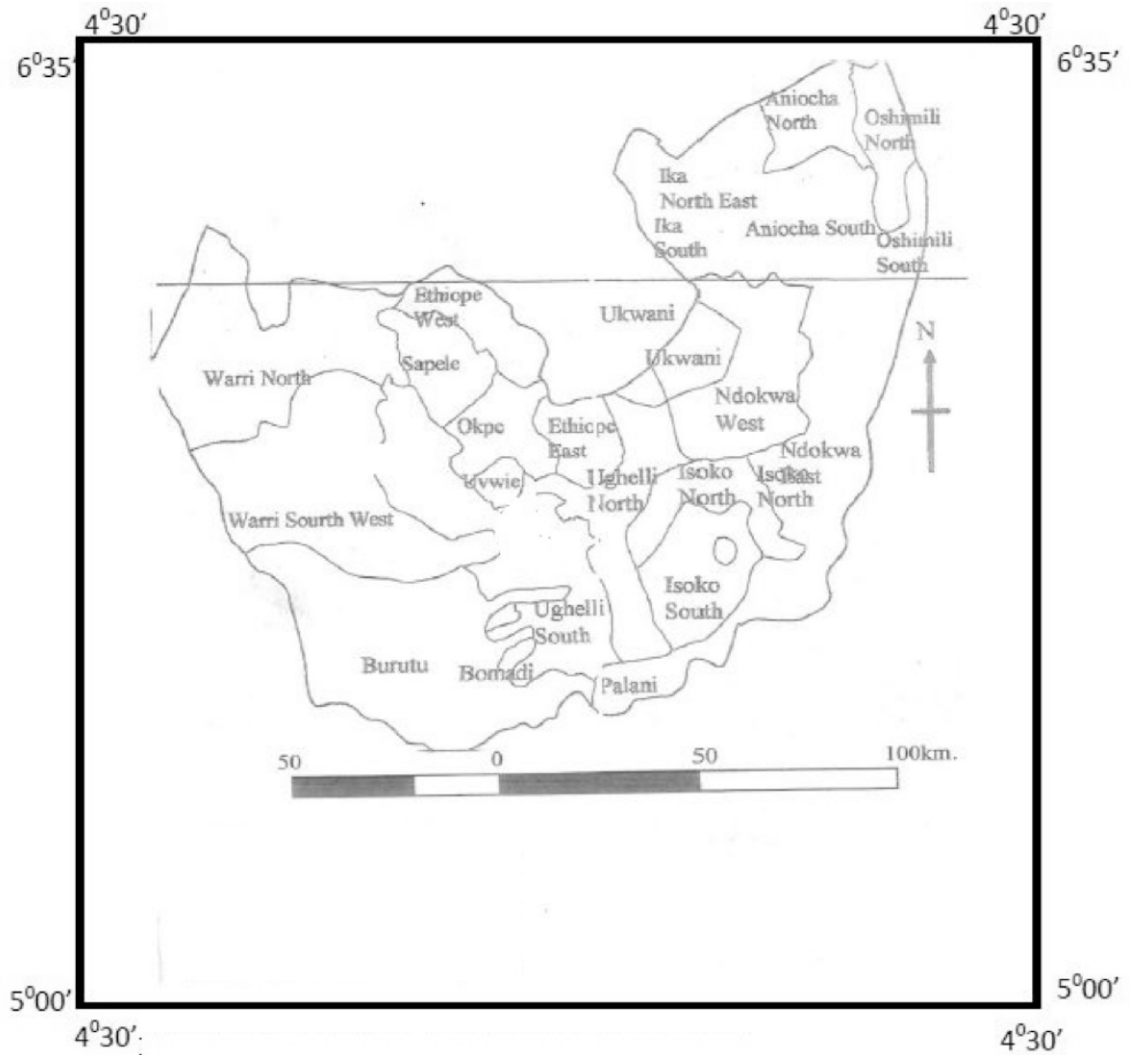 4⁰30’
4⁰30’
6⁰35’
6⁰35’
Aniocha
North
Oshimili
North
Ika
North East
Ika
South
Aniocha South
Oshimili
South
Ethiope
West
Ukwani
N
Sapele
Ukwani
Warri North
Ndokwa
West
Okpe
Ethiope
East
Ndokwa
East
Uvwie
Ughelli
North
Isoko
North
Isoko
North
Warri Sourth West
Isoko
South
Ughelli
South
Burutu
Bomadi
Palani
50
0
50
100km.
5⁰00’
5⁰00’
4⁰30’
4⁰30’